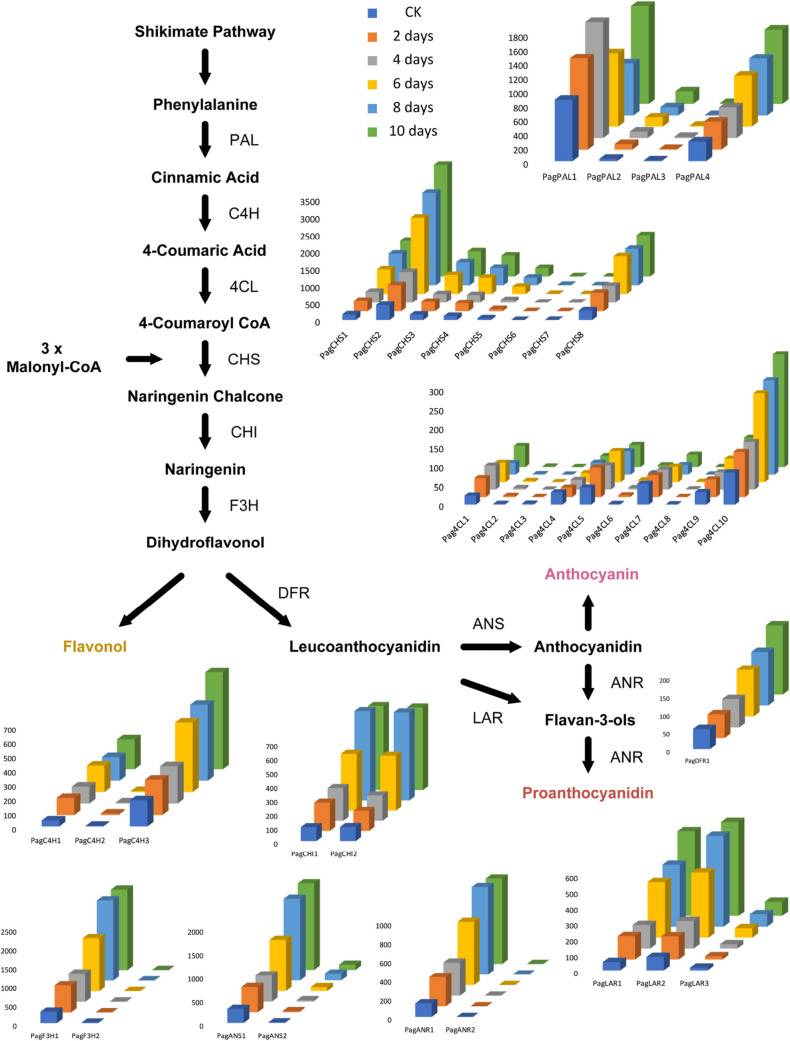 Shikimate Pathway
Phenylalanine
PAL
Cinnamic Acid
C4H
4-Coumaric Acid
4CL
4-Coumaroyl CoA
3 x
Malonyl-CoA
CHS
Naringenin Chalcone
CHI
Naringenin
F3H
Dihydroflavonol
DFR
Flavonol
Leucoanthocyanidin
ANS
LAR
Anthocyanin
Anthocyanidin
ANR
Flavan-3-ols
ANR
Proanthocyanidin
CK
2 days
4 days
6 days
8 days
10 days
1800
1600
1400
1200
1000
800
600
400
200
0
PagPAL1 PagPAL2 PagPAL3 PagPAL4
3500
3000
2500
2000
1500
1000
500
0
PagCHS1 PagCHS2 PagCHS3 PagCHS4 PagCHS5 PagCHS6 PagCHS7 PagCHS8
300
250
200
150
100
50
0
Pag4CL1 Pag4CL2 Pag4CL3 Pag4CL4 Pag4CL5 Pag4CL6 Pag4CL7 Pag4CL8 Pag4CL9 Pag4CL10
200
150
100
50
0
PagDFR1
700
600
500
400
300
200
100
0
PagC4H1 PagC4H2 PagC4H3
700
600
500
400
300
200
100
0
PagCHI1 PagCHI2
2500
2000
1500
1000
500
0
PagF3H1 PagF3H2
2000
1500
1000
500
0
PagANS1 PagANS2
1000
800
600
400
200
0
PagANR1 PagANR2
600
500
400
300
200
100
0
PagLAR1 PagLAR2 PagLAR3